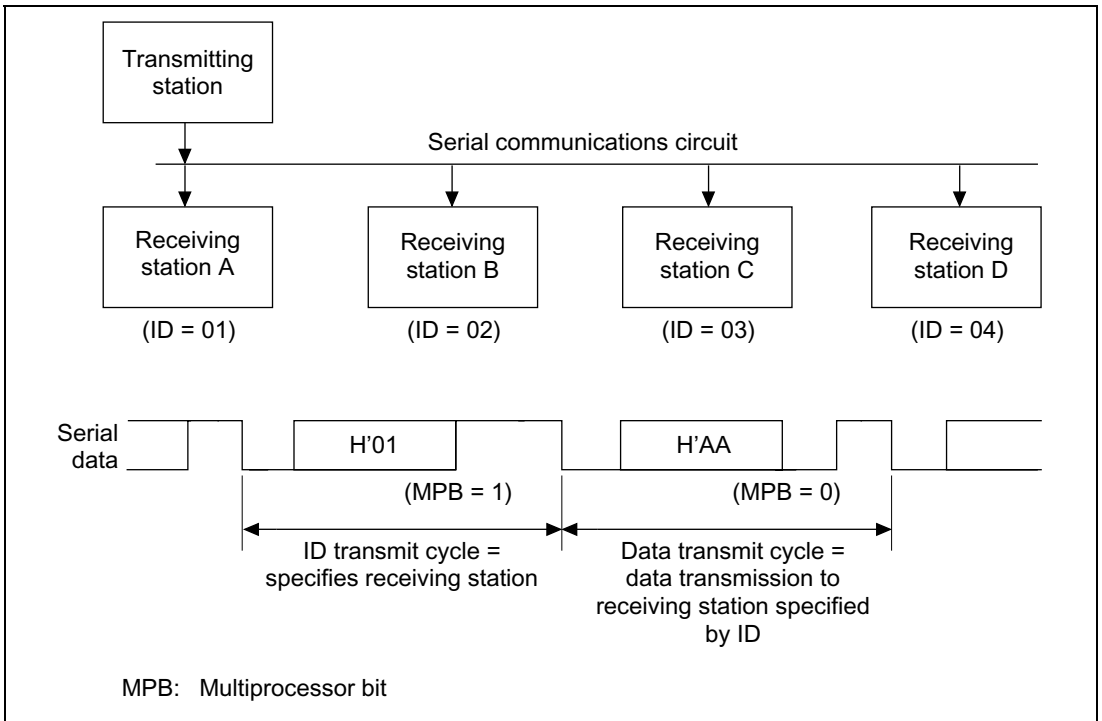 Transmitting
station
Serial communications circuit
Receiving
station A
Receiving
station B
Receiving
station C
Receiving
station D
(ID = 01)
(ID = 02)
(ID = 03)
(ID = 04)
Serial
data
H'01
H'AA
(MPB = 1)
(MPB = 0)
ID transmit cycle =
specifies receiving station
Data transmit cycle =
data transmission to
receiving station specified
by ID
MPB: Multiprocessor bit